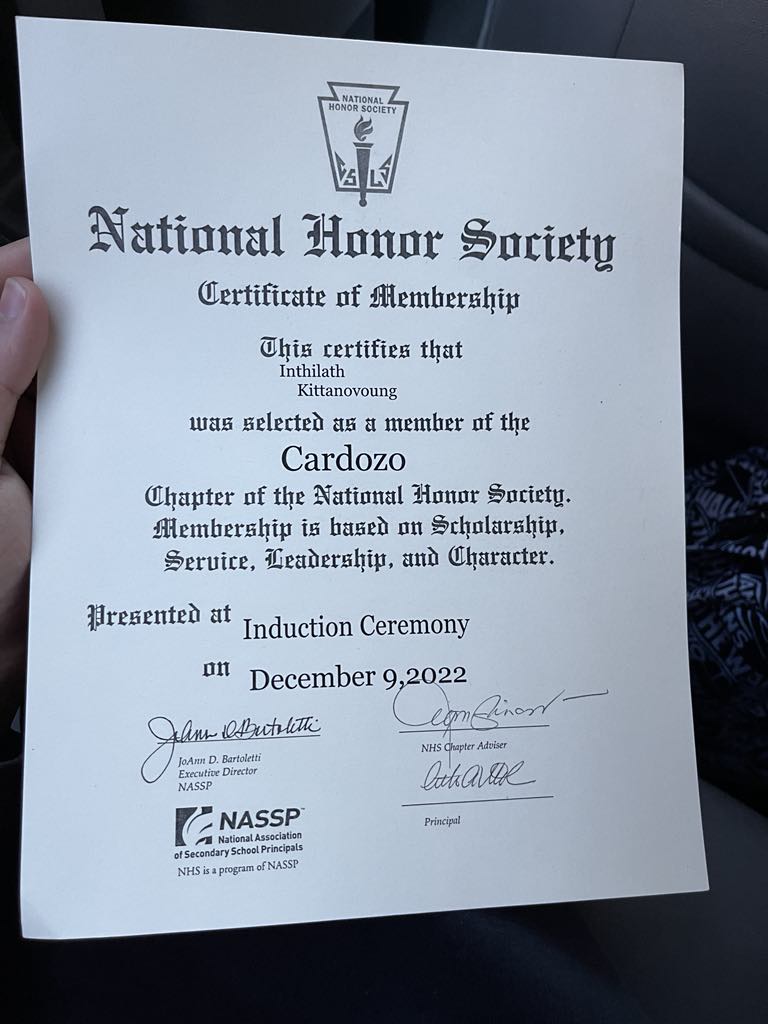 NATIONAL
HONOR SOCIETY
National Honor Society
Certificate of Membership
This certifies that
Inthilath
Kittanovoung
was selected as a member of the
Cardozo
Chapter of the National Honor Society.
Membership is based on Scholarship,
Service, Leadership, and Character.
Presented at Induction Ceremony
on December 9,2022
JoAnn D. Bartoletti
JoAnn D. Bartoletti
Executive Director
NASSP
NHS Chapter Adviser
Principal
NASSP™
National Association
of Secondary School Principals
NHS is a program of NASSP